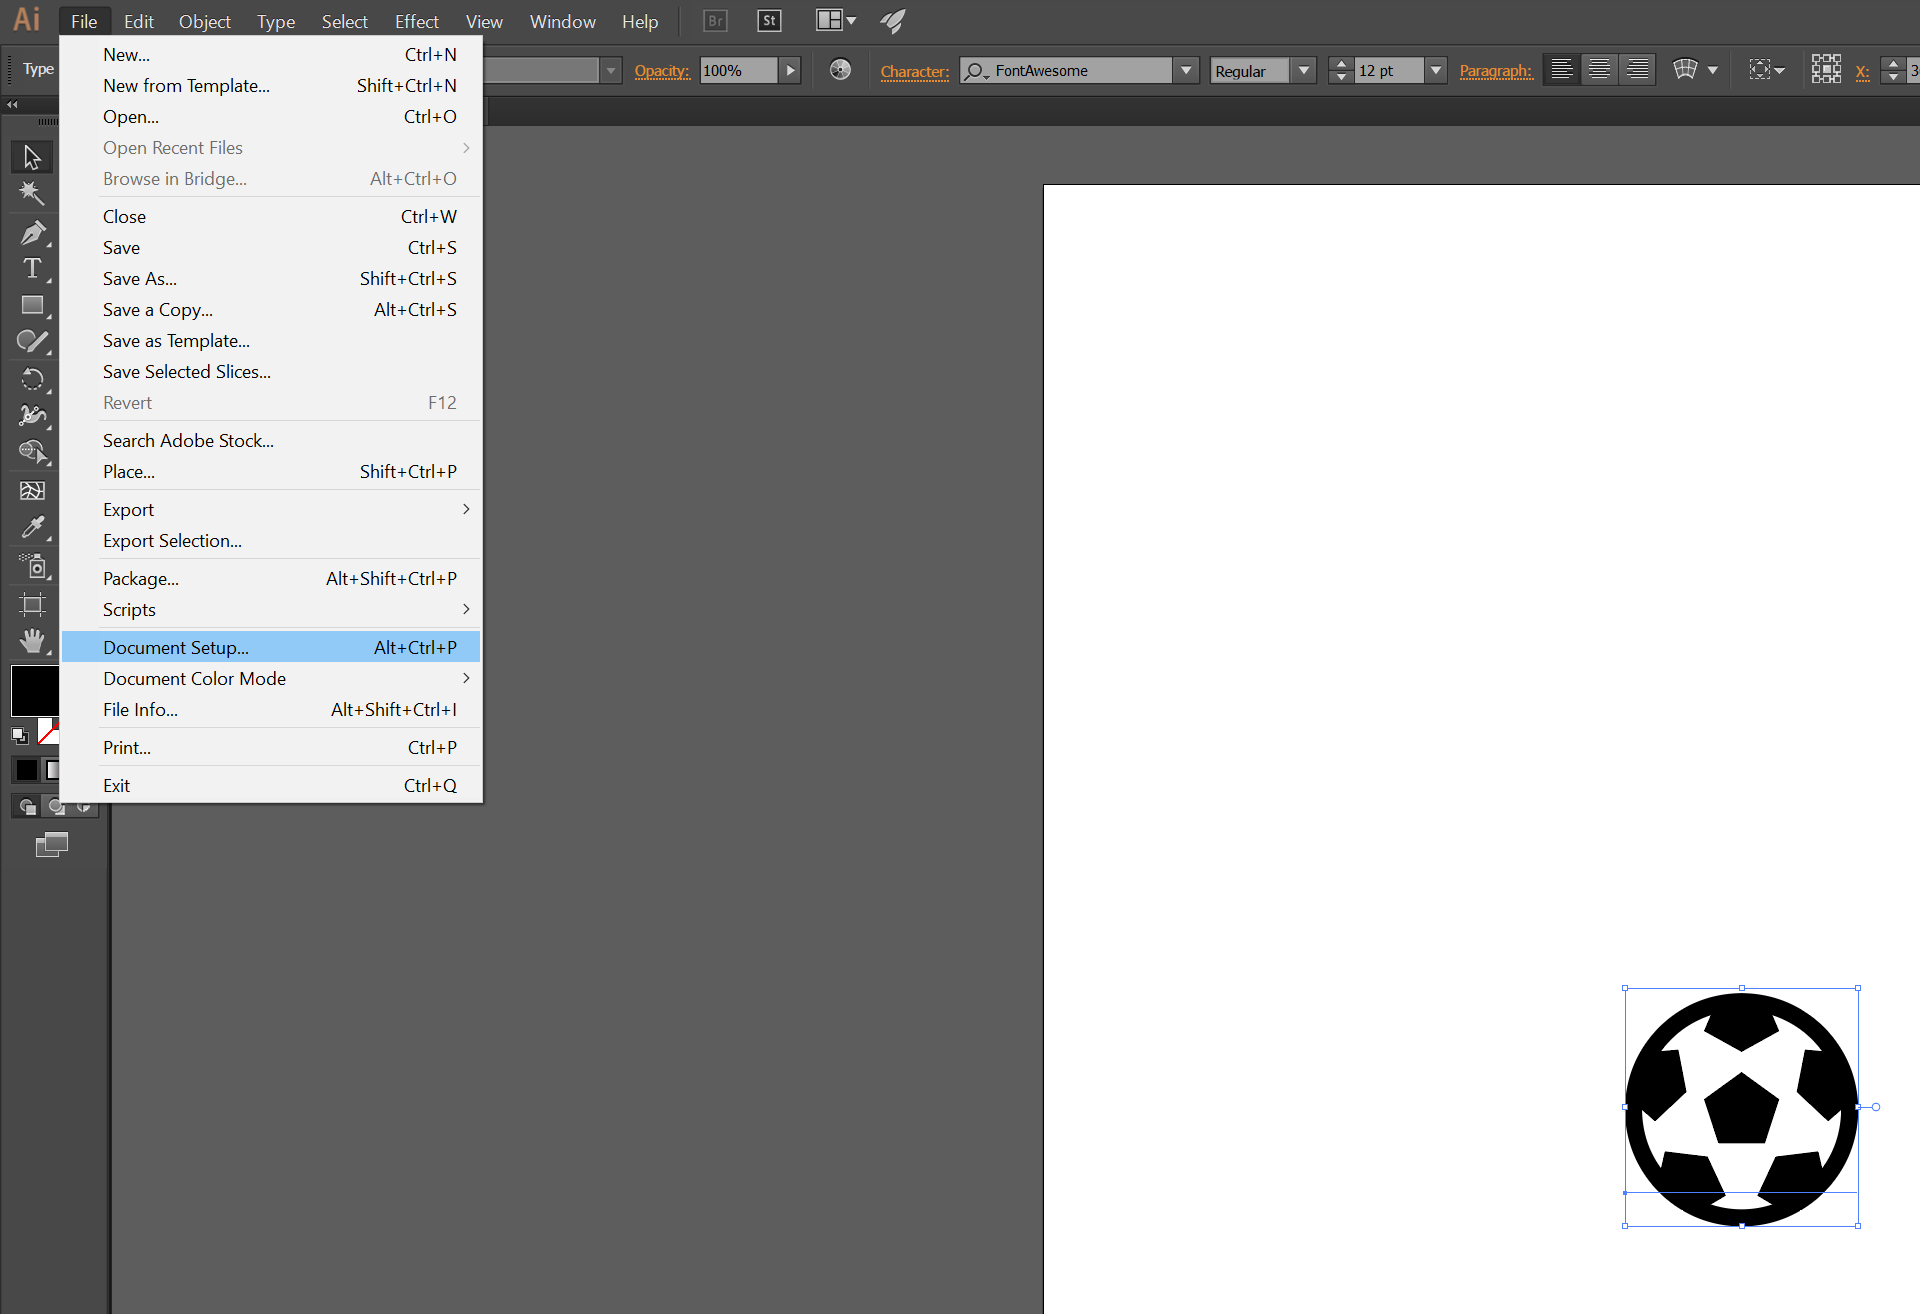 Ai File Edit Object Type Select Effect View Window Help Br St
Type Opacity: 100% Character: FontAwesome Regular 12 pt Paragraph: X: 3
New... Ctrl+N
New from Template... Shift+Ctrl+N
Open... Ctrl+O
Open Recent Files
Browse in Bridge... Alt+Ctrl+O
Close Ctrl+W
Save Ctrl+S
Save As... Shift+Ctrl+S
Save a Copy... Alt+Ctrl+S
Save as Template...
Save Selected Slices...
Revert F12
Search Adobe Stock...
Place... Shift+Ctrl+P
Export
Export Selection...
Package... Alt+Shift+Ctrl+P
Scripts
Document Setup... Alt+Ctrl+P
Document Color Mode
File Info... Alt+Shift+Ctrl+I
Print... Ctrl+P
Exit Ctrl+Q